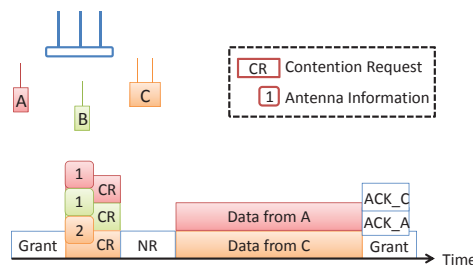 CR Contention Request
1 Antenna Information
A
B
C
1
CR
1
CR
2
CR
Grant
NR
Data from A
Data from C
ACK_C
ACK_A
Grant
Time